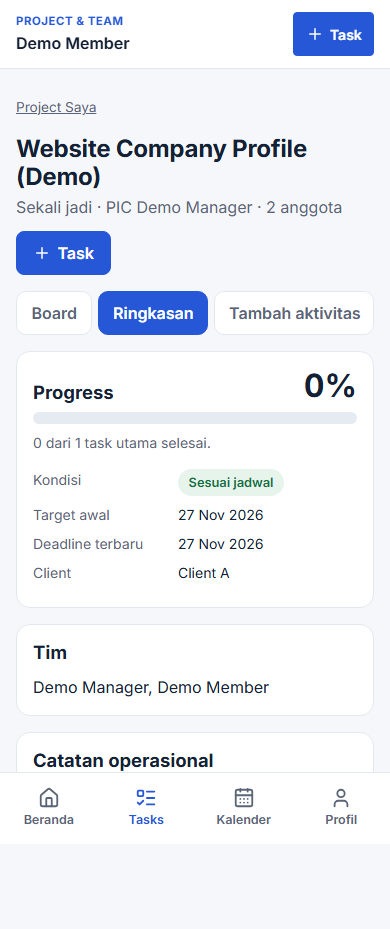 PROJECT & TEAM
Demo Member
+ Task
Project Saya
Website Company Profile
(Demo)
Sekali jadi · PIC Demo Manager · 2 anggota
+ Task
Board
Ringkasan
Tambah aktivitas
Progress
0%
0 dari 1 task utama selesai.
Kondisi
Sesuai jadwal
Target awal
27 Nov 2026
Deadline terbaru
27 Nov 2026
Client
Client A
Tim
Demo Manager, Demo Member
Catatan operasional
Beranda
Tasks
Kalender
Profil